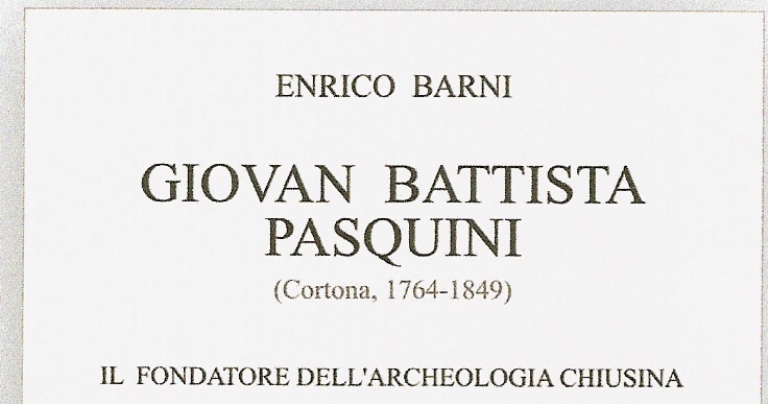 ENRICO BARNI
GIOVAN BATTISTA
PASQUINI
(Cortona, 1764-1849)
IL FONDATORE DELL'ARCHEOLOGIA CHIUSINA